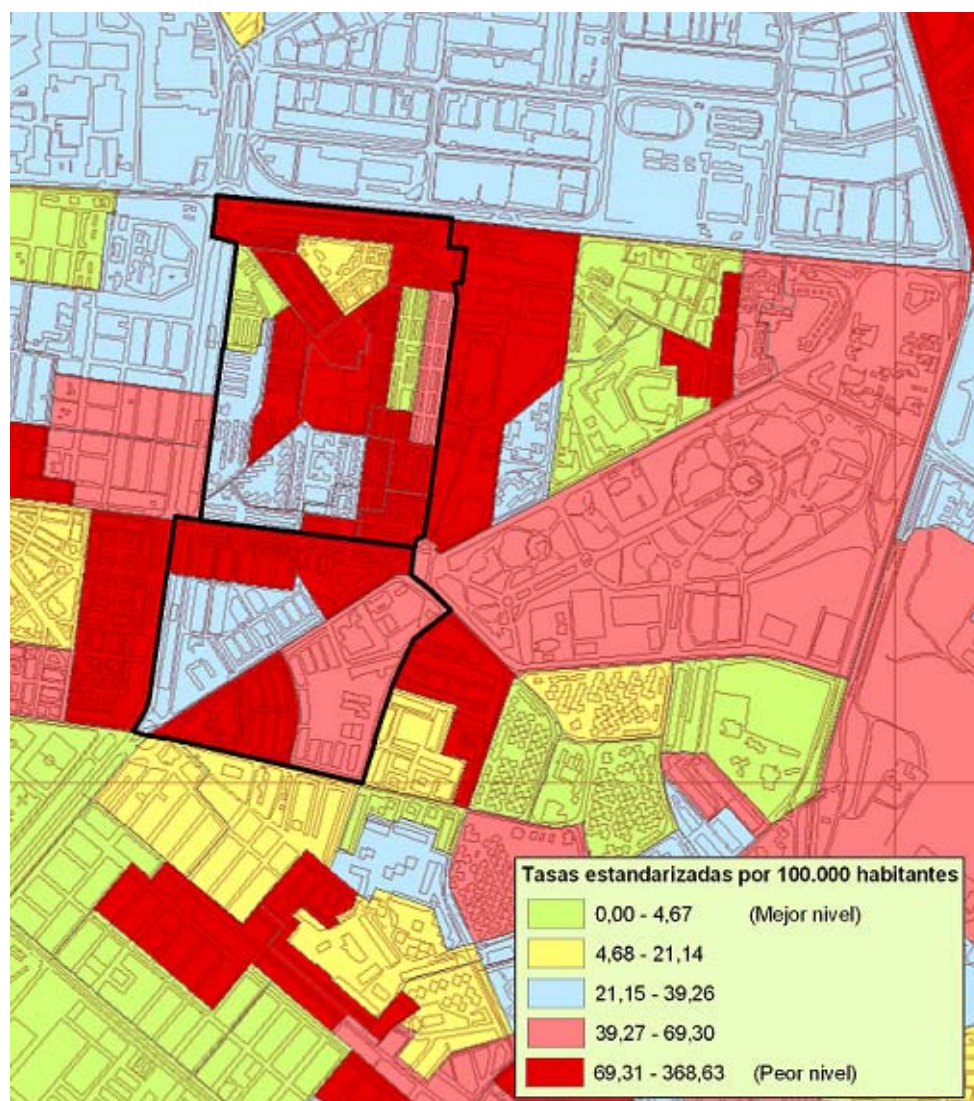 Tasas estandarizadas por 100.000 habitantes
0,00 - 4,67 (Mejor nivel)
4,68 - 21,14
21,15 - 39,26
39,27 - 69,30
69,31 - 368,63 (Peor nivel)